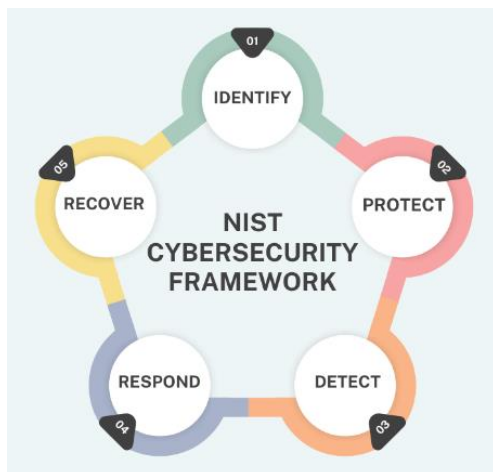 01
IDENTIFY
02
PROTECT
03
DETECT
04
RESPOND
05
RECOVER
NIST
CYBERSECURITY
FRAMEWORK